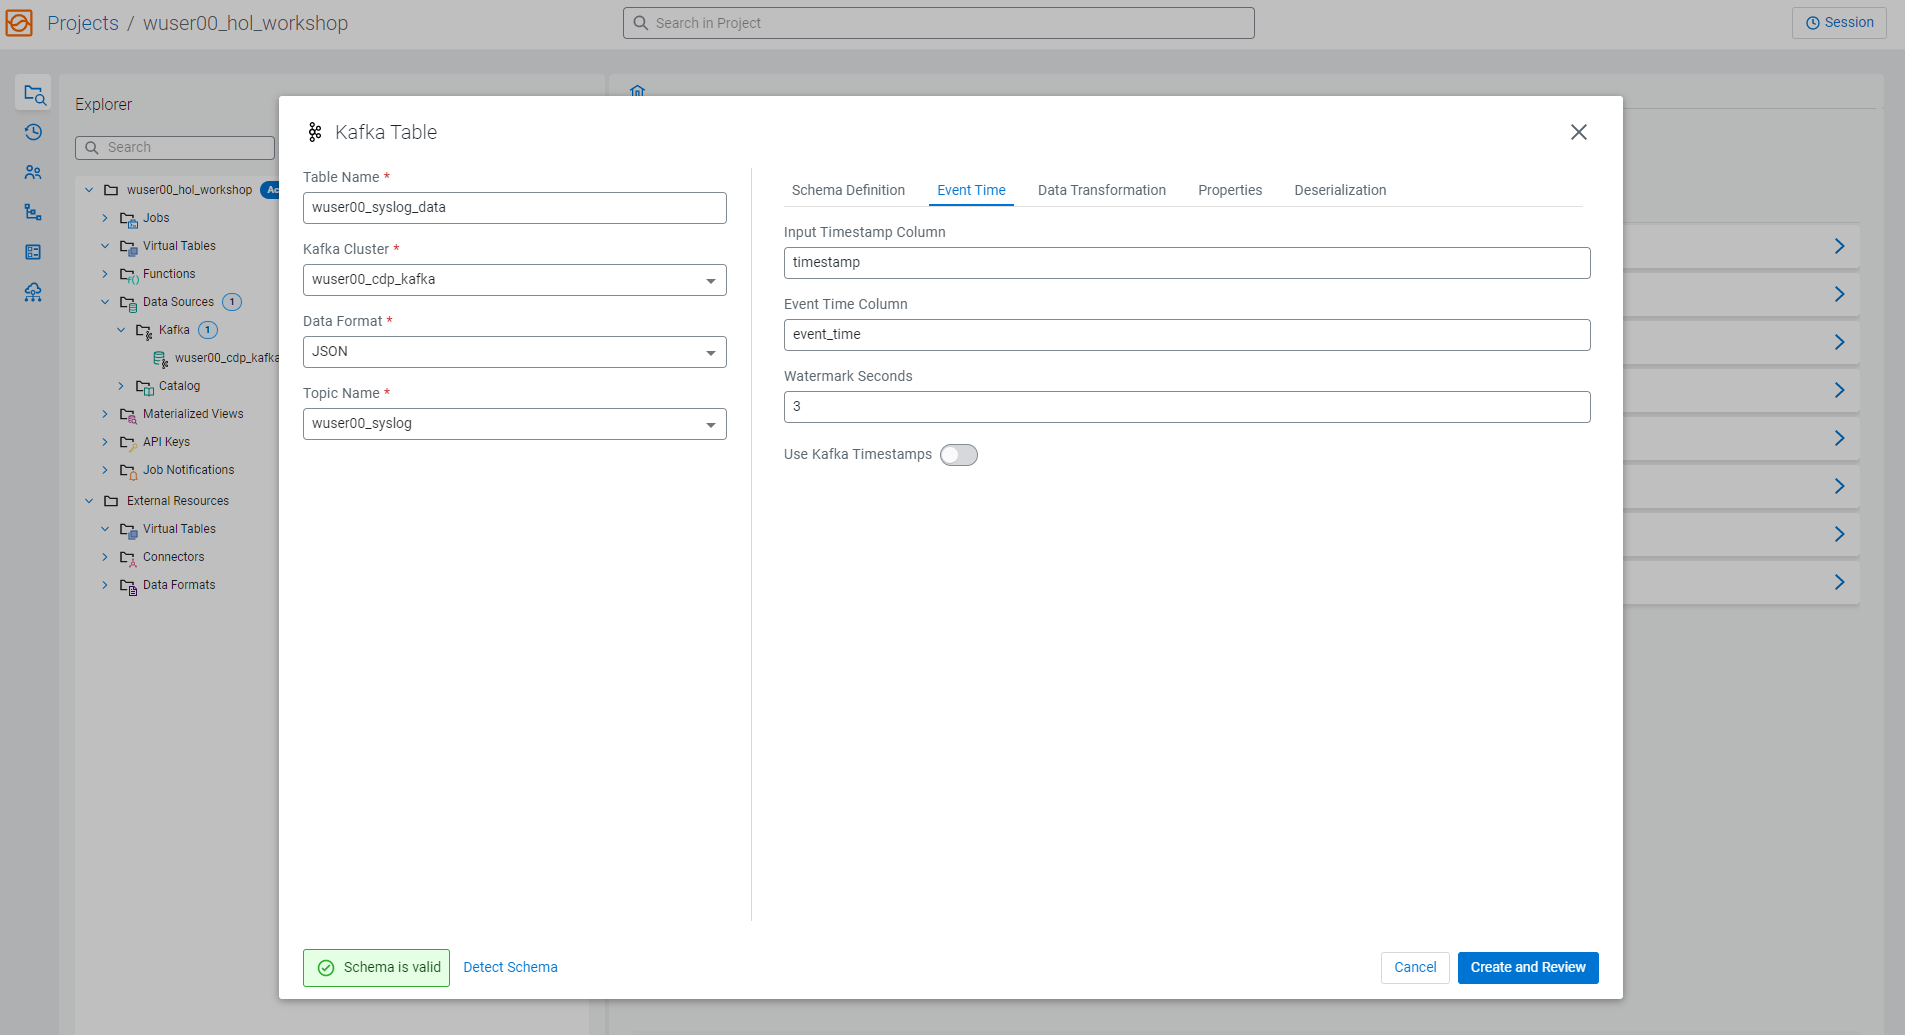 Projects / wuser00_hol_workshop
Search in Project
Session
Explorer
Search
wuser00_hol_workshop
Jobs
Virtual Tables
Functions
Data Sources 1
Kafka 1
wuser00_cdp_kafka
Catalog
Materialized Views
API Keys
Job Notifications
External Resources
Virtual Tables
Connectors
Data Formats
Kafka Table
Table Name *
wuser00_syslog_data
Kafka Cluster *
wuser00_cdp_kafka
Data Format *
JSON
Topic Name *
wuser00_syslog
Schema Definition
Event Time
Data Transformation
Properties
Deserialization
Input Timestamp Column
timestamp
Event Time Column
event_time
Watermark Seconds
3
Use Kafka Timestamps
Schema is valid
Detect Schema
Cancel
Create and Review